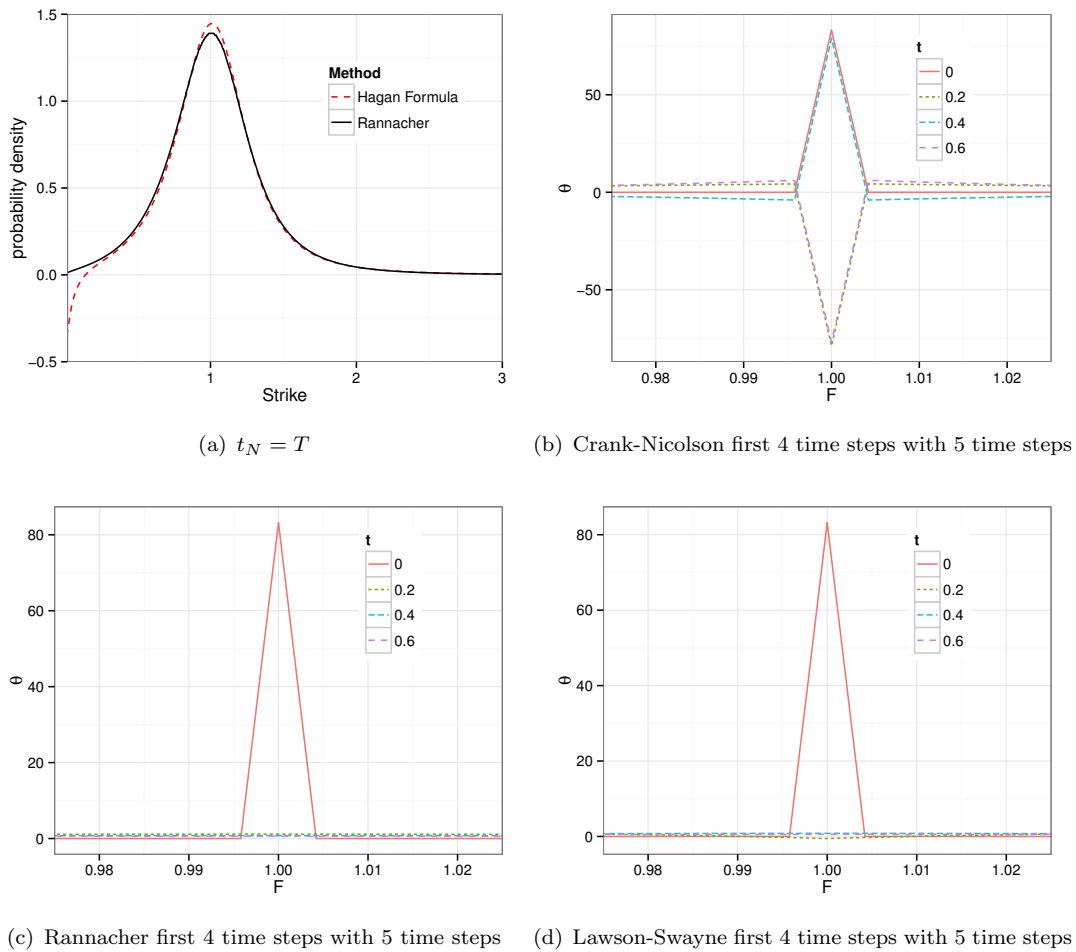 1.5
1.0
0.5
0.0
−0.5
probability density
Method
Hagan Formula
Rannacher
1
2
3
Strike
(a) t_N = T
50
0
−50
θ
t
0
0.2
0.4
0.6
0.98
0.99
1.00
1.01
1.02
F
(b) Crank-Nicolson first 4 time steps with 5 time steps
80
60
40
20
0
θ
t
0
0.2
0.4
0.6
0.98
0.99
1.00
1.01
1.02
F
(c) Rannacher first 4 time steps with 5 time steps
80
60
40
20
0
θ
t
0
0.2
0.4
0.6
0.98
0.99
1.00
1.01
1.02
F
(d) Lawson-Swayne first 4 time steps with 5 time steps